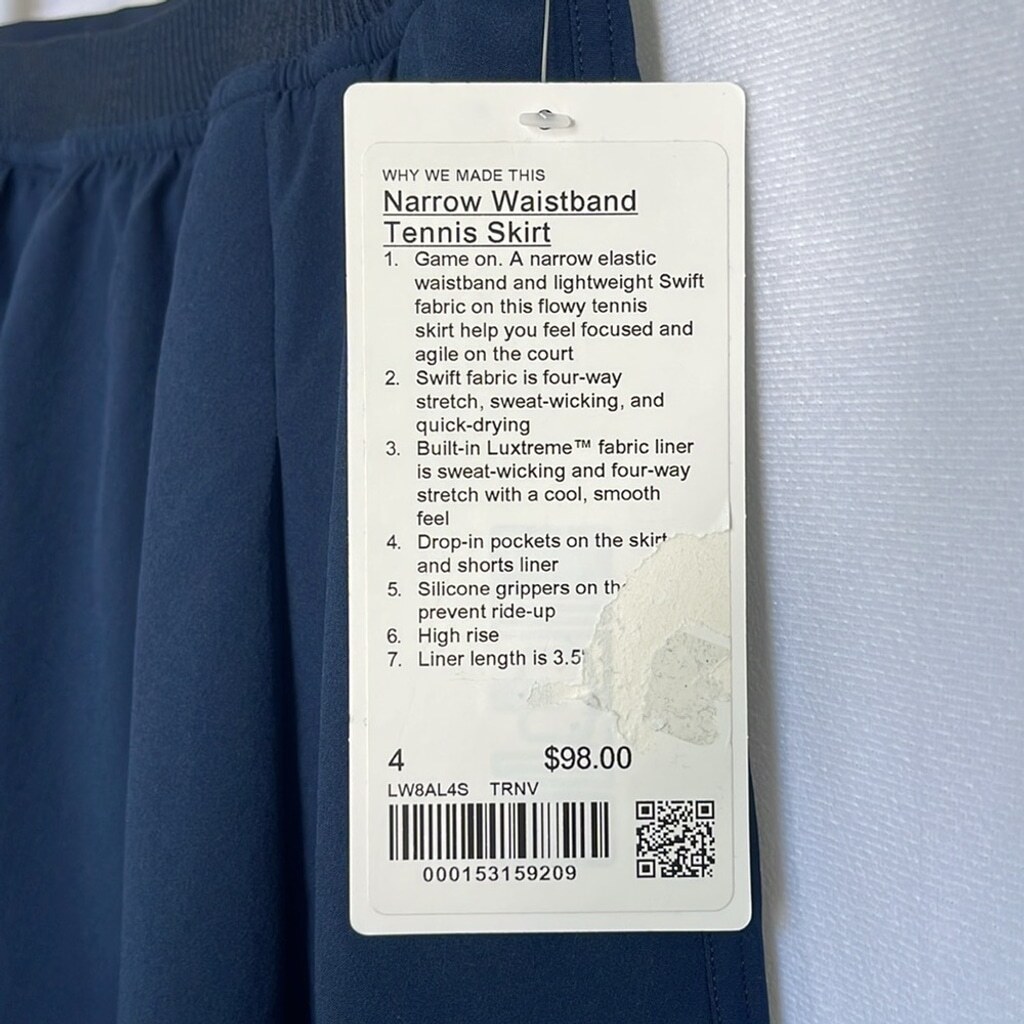 WHY WE MADE THIS
Narrow Waistband
Tennis Skirt
1. Game on. A narrow elastic
waistband and lightweight Swift
fabric on this flowy tennis
skirt help you feel focused and
agile on the court
2. Swift fabric is four-way
stretch, sweat-wicking, and
quick-drying
3. Built-in Luxtreme™ fabric liner
is sweat-wicking and four-way
stretch with a cool, smooth
feel
4. Drop-in pockets on the skirt
and shorts liner
5. Silicone grippers on
prevent ride-up
6. High rise
7. Liner length is 3.5"
4 $98.00
LW8AL4S TRNV
000153159209